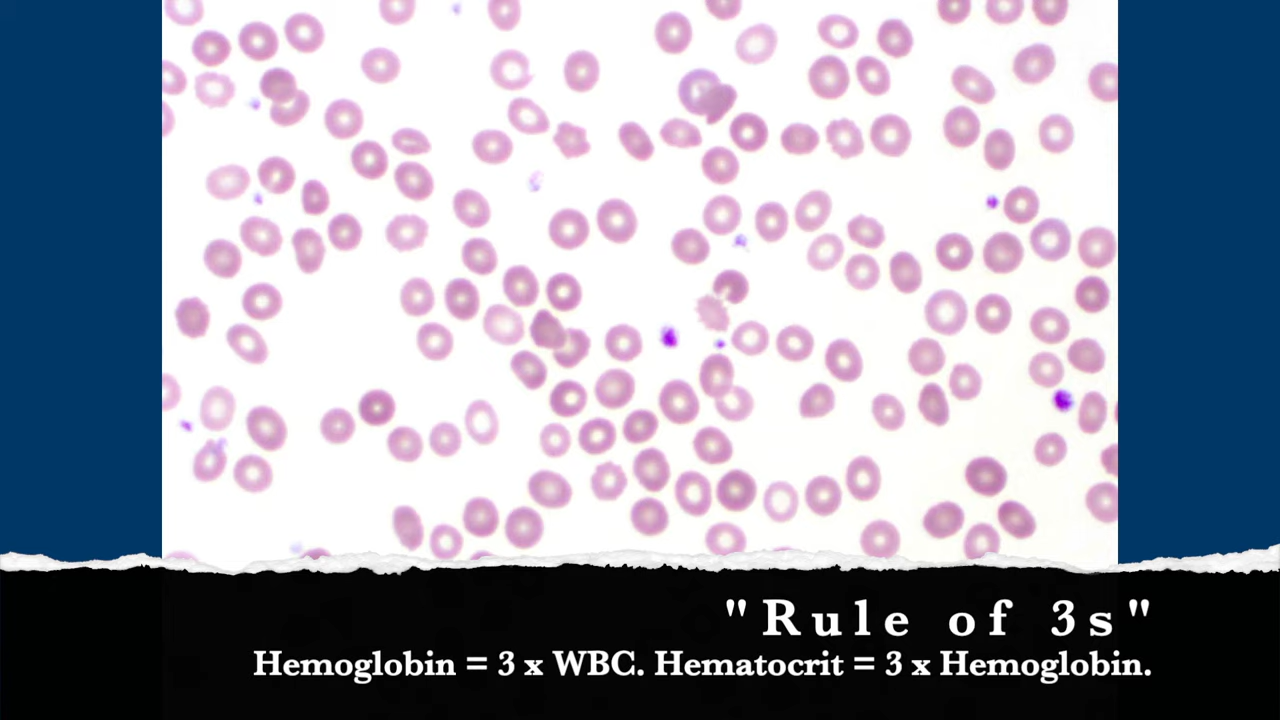 "Rule of 3s"
Hemoglobin = 3 x WBC. Hematocrit = 3 x Hemoglobin.